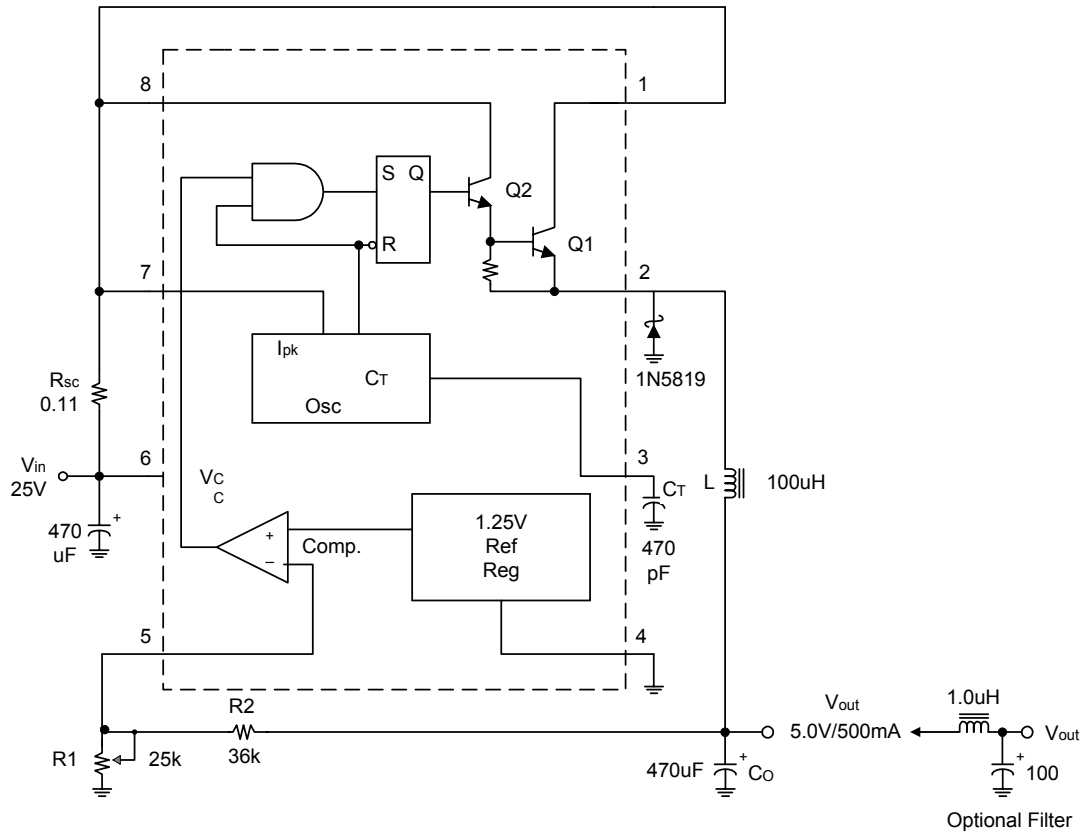 8
1
S Q
Q2
R
Q1
7
2
Ipk
CT
Osc
1N5819
Rsc
0.11
Vin
25V
6
VC
C
3
CT
L
100uH
470
uF
+
+
−
Comp.
1.25V
Ref
Reg
470
pF
5
4
R2
36k
R1
25k
Vout
5.0V/500mA
1.0uH
Vout
470uF
+
CO
+
100
Optional Filter